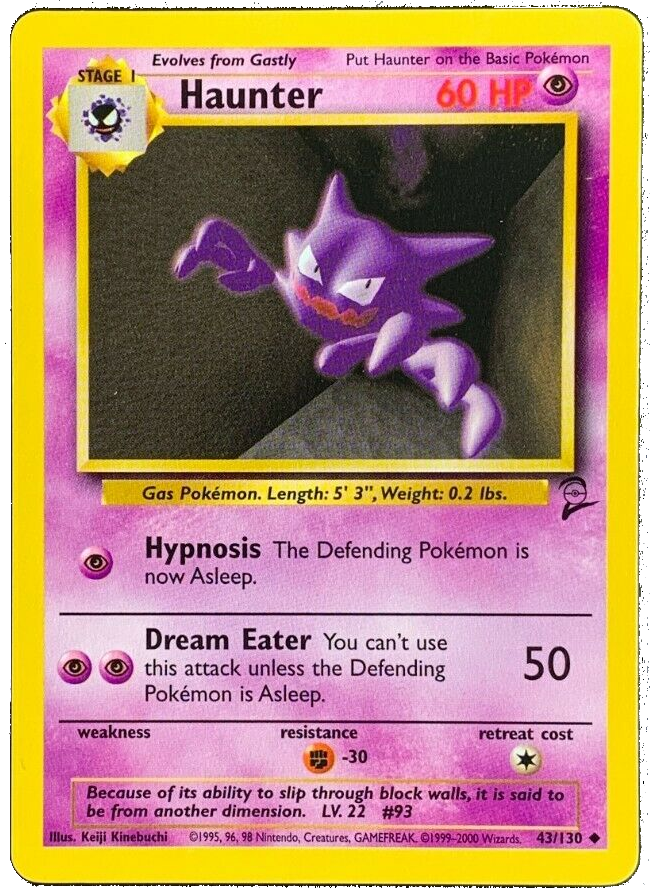 Evolves from Gastly
Put Haunter on the Basic Pokémon
STAGE 1
Haunter
60 HP
Gas Pokémon. Length: 5' 3", Weight: 0.2 lbs.
Hypnosis The Defending Pokémon is
now Asleep.
Dream Eater You can't use
this attack unless the Defending
Pokémon is Asleep.
50
weakness
resistance
retreat cost
-30
Because of its ability to slip through block walls, it is said to
be from another dimension. LV. 22 #93
Illus. Keiji Kinebuchi ©1995, 96, 98 Nintendo, Creatures, GAMEFREAK. ©1999-2000 Wizards. 43/130